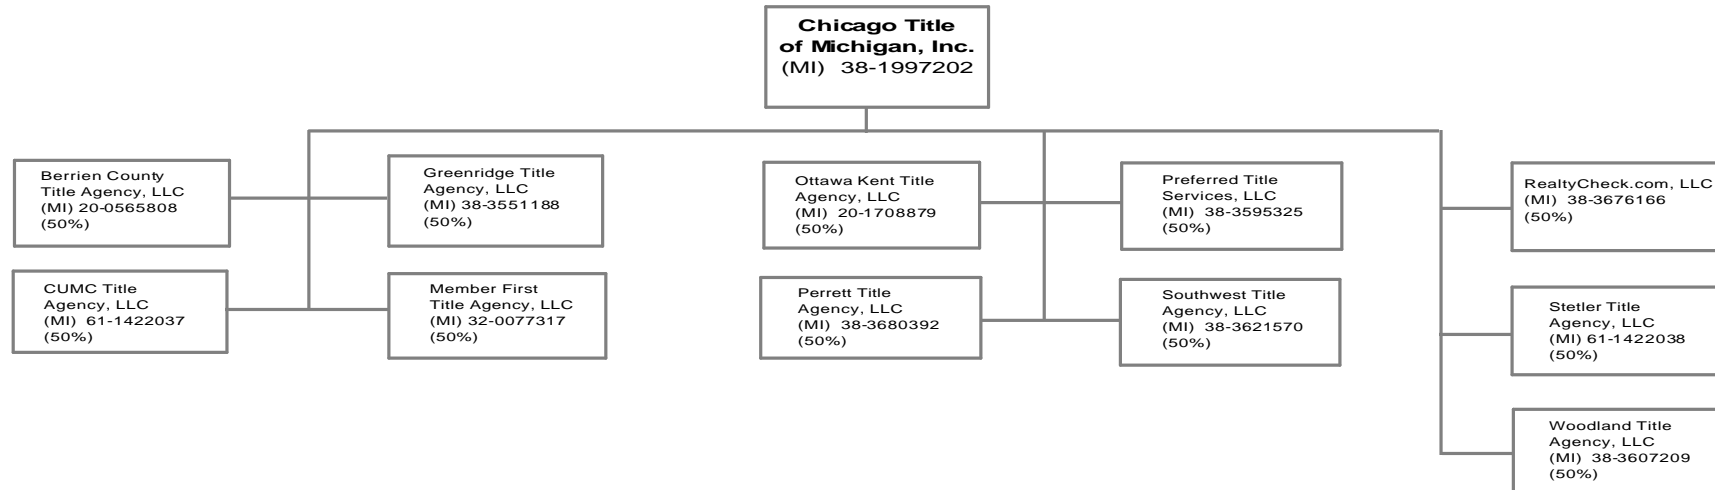 Chicago Title
of Michigan, Inc.
(MI) 38-1997202
Berrien County
Title Agency, LLC
(MI) 20-0565808
(50%)
Greenridge Title
Agency, LLC
(MI) 38-3551188
(50%)
Ottawa Kent Title
Agency, LLC
(MI) 20-1708879
(50%)
Preferred Title
Services, LLC
(MI) 38-3595325
(50%)
RealtyCheck.com, LLC
(MI) 38-3676166
(50%)
CUMC Title
Agency, LLC
(MI) 61-1422037
(50%)
Member First
Title Agency, LLC
(MI) 32-0077317
(50%)
Perrett Title
Agency, LLC
(MI) 38-3680392
(50%)
Southwest Title
Agency, LLC
(MI) 38-3621570
(50%)
Stetler Title
Agency, LLC
(MI) 61-1422038
(50%)
Woodland Title
Agency, LLC
(MI) 38-3607209
(50%)